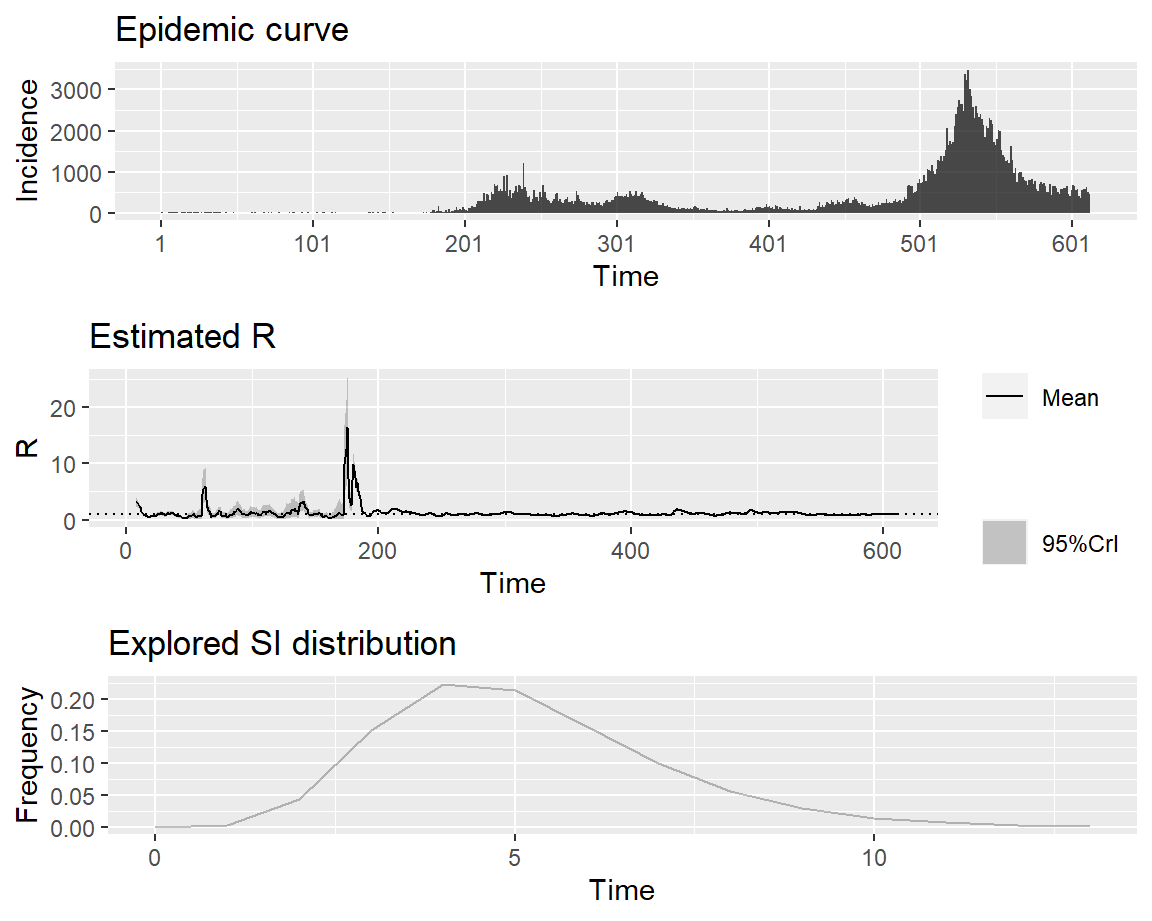 Epidemic curve
Incidence
3000
2000
1000
0
1 101 201 301 401 501 601
Time
Estimated R
R
20
10
0
0 200 400 600
Time
Mean
95%CrI
Explored SI distribution
Frequency
0.20
0.15
0.10
0.05
0.00
0 5 10
Time